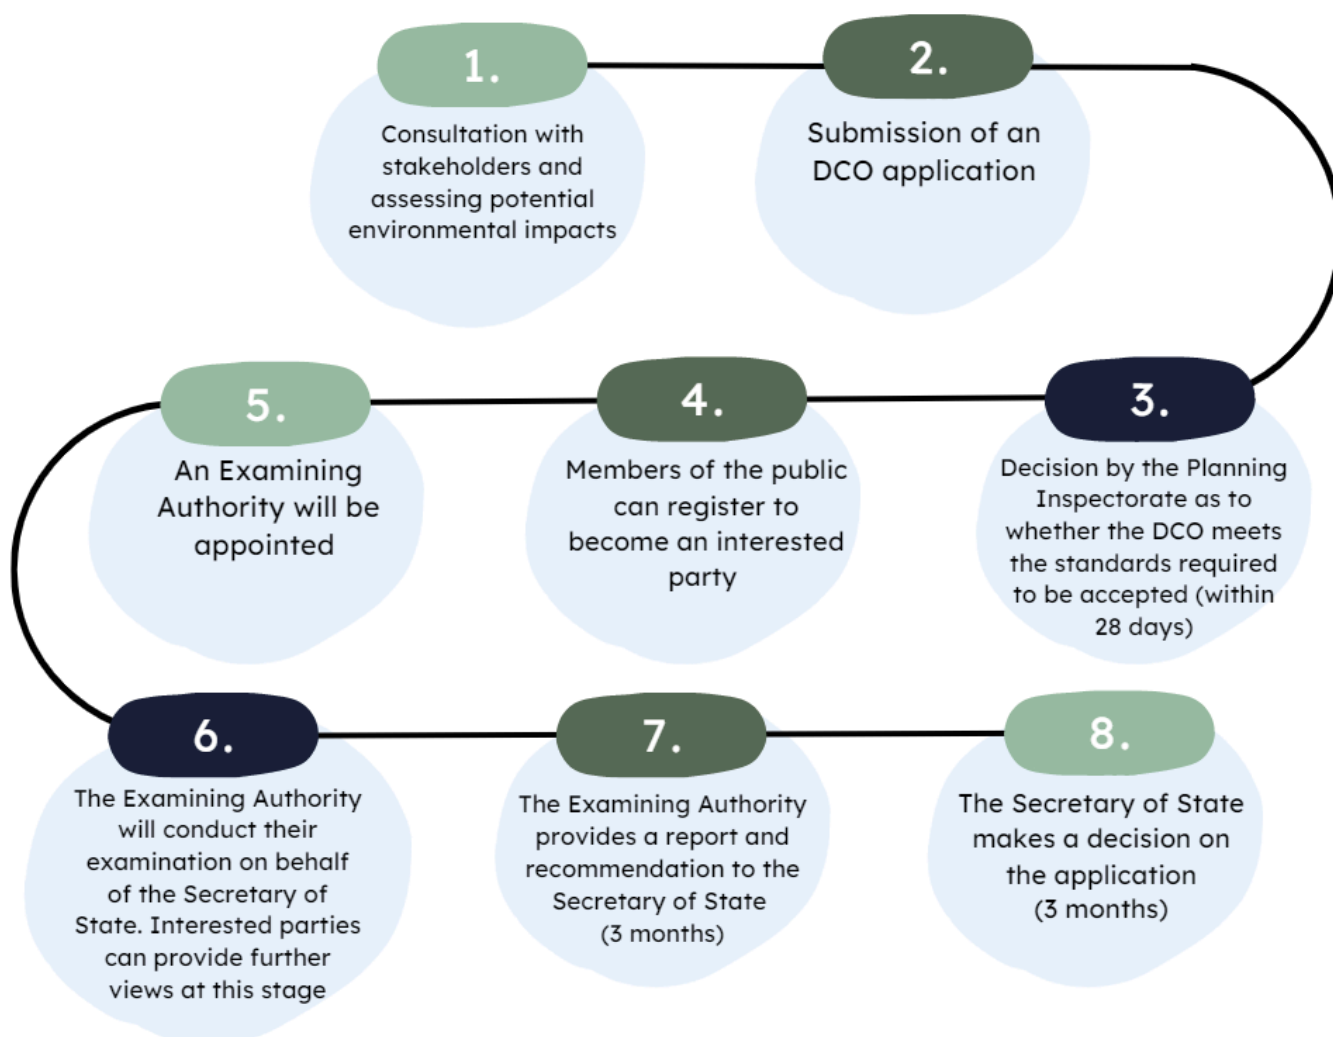 1.
Consultation with
stakeholders and
assessing potential
environmental impacts
2.
Submission of an
DCO application
3.
Decision by the Planning
Inspectorate as to
whether the DCO meets
the standards required
to be accepted (within
28 days)
4.
Members of the public
can register to
become an interested
party
5.
An Examining
Authority will be
appointed
6.
The Examining Authority
will conduct their
examination on behalf
of the Secretary of
State. Interested parties
can provide further
views at this stage
7.
The Examining Authority
provides a report and
recommendation to the
Secretary of State
(3 months)
8.
The Secretary of State
makes a decision on
the application
(3 months)